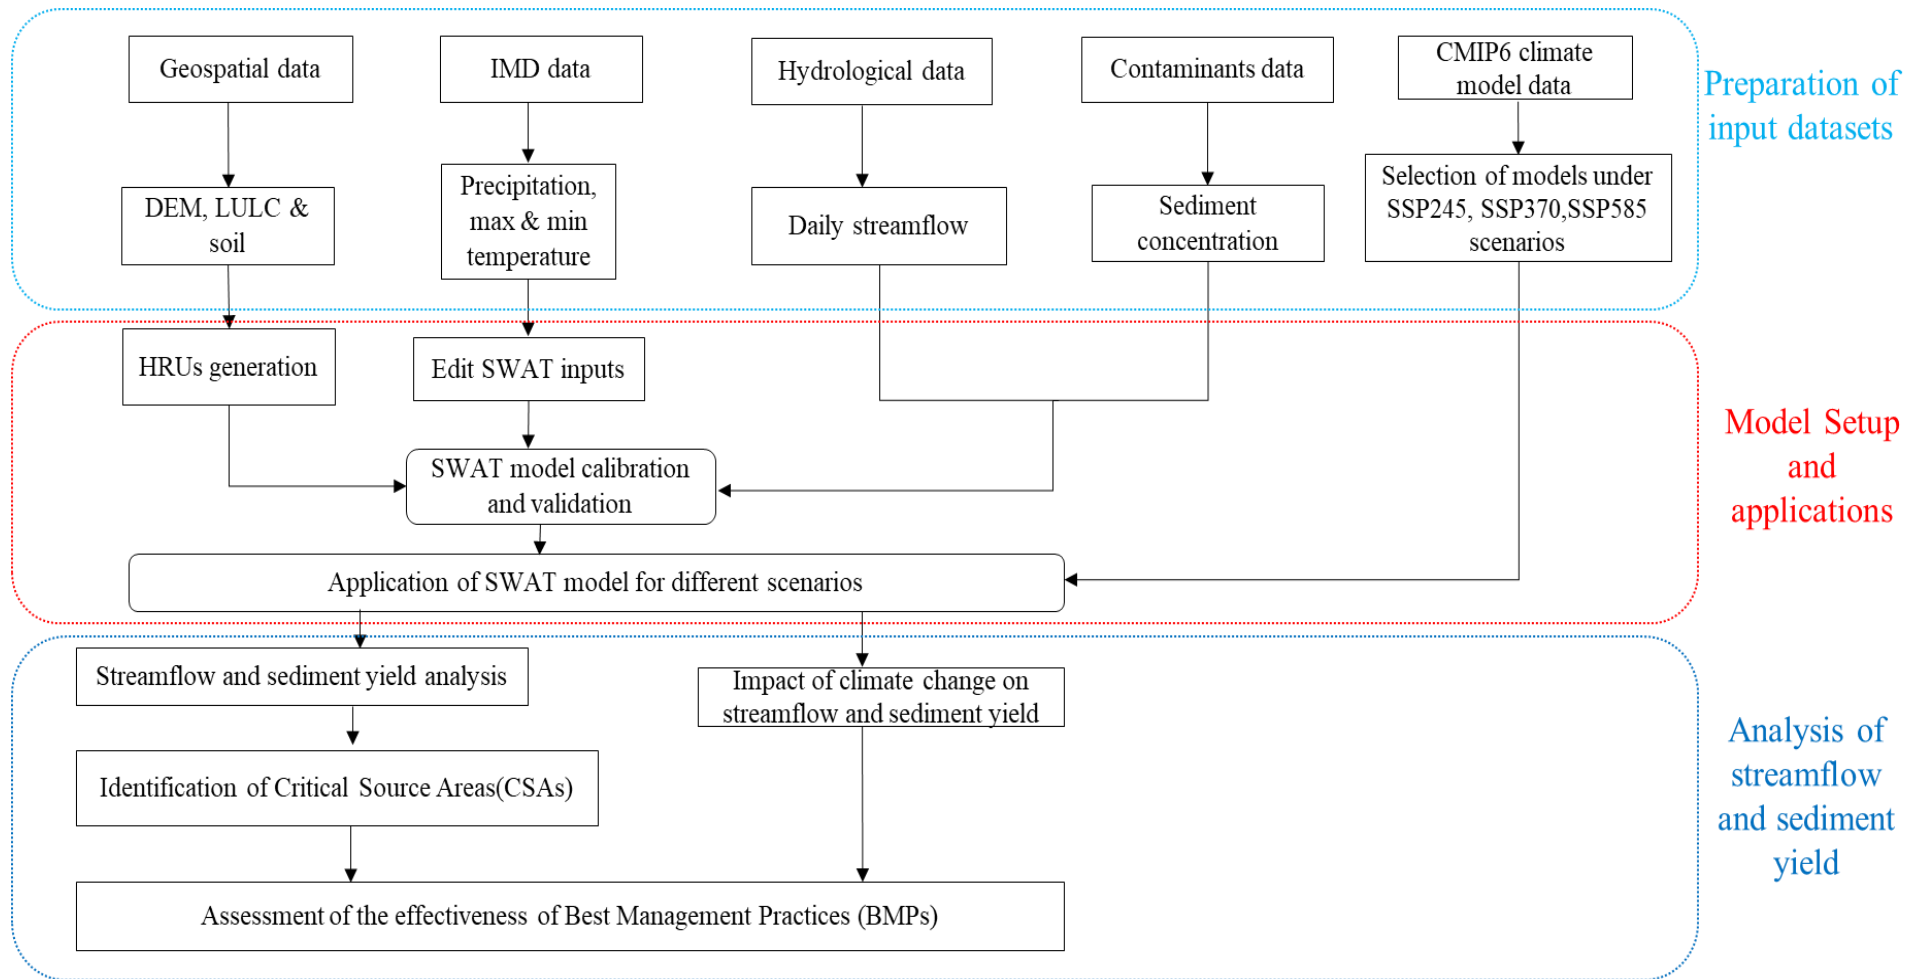 Geospatial data
IMD data
Hydrological data
Contaminants data
CMIP6 climate
model data
Preparation of
input datasets
DEM, LULC &
soil
Precipitation,
max & min
temperature
Daily streamflow
Sediment
concentration
Selection of models under
SSP245, SSP370,SSP585
scenarios
HRUs generation
Edit SWAT inputs
SWAT model calibration
and validation
Application of SWAT model for different scenarios
Model Setup
and
applications
Streamflow and sediment yield analysis
Impact of climate change on
streamflow and sediment yield
Identification of Critical Source Areas(CSAs)
Assessment of the effectiveness of Best Management Practices (BMPs)
Analysis of
streamflow
and sediment
yield